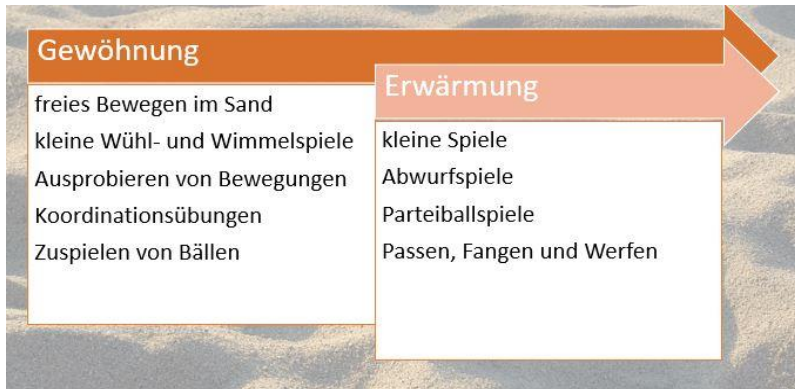 Gewöhnung
freies Bewegen im Sand
kleine Wühl- und Wimmelspiele
Ausprobieren von Bewegungen
Koordinationsübungen
Zuspielen von Bällen
Erwärmung
kleine Spiele
Abwurfspiele
Parteiballspiele
Passen, Fangen und Werfen